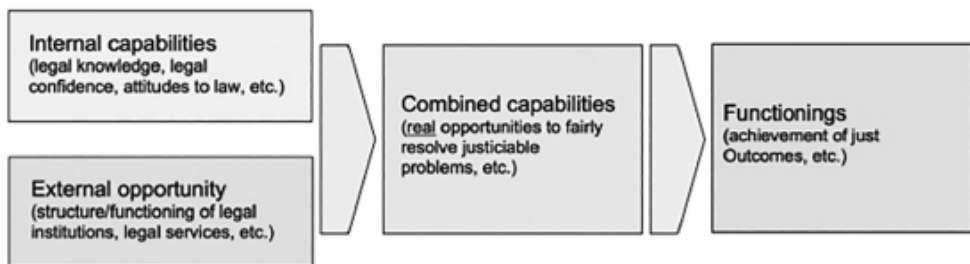 Internal capabilities
(legal knowledge, legal
confidence, attitudes to law, etc.)
External opportunity
(structure/functioning of legal
institutions, legal services, etc.)
Combined capabilities
(real opportunities to fairly
resolve justiciable
problems, etc.)
Functionings
(achievement of just
Outcomes, etc.)